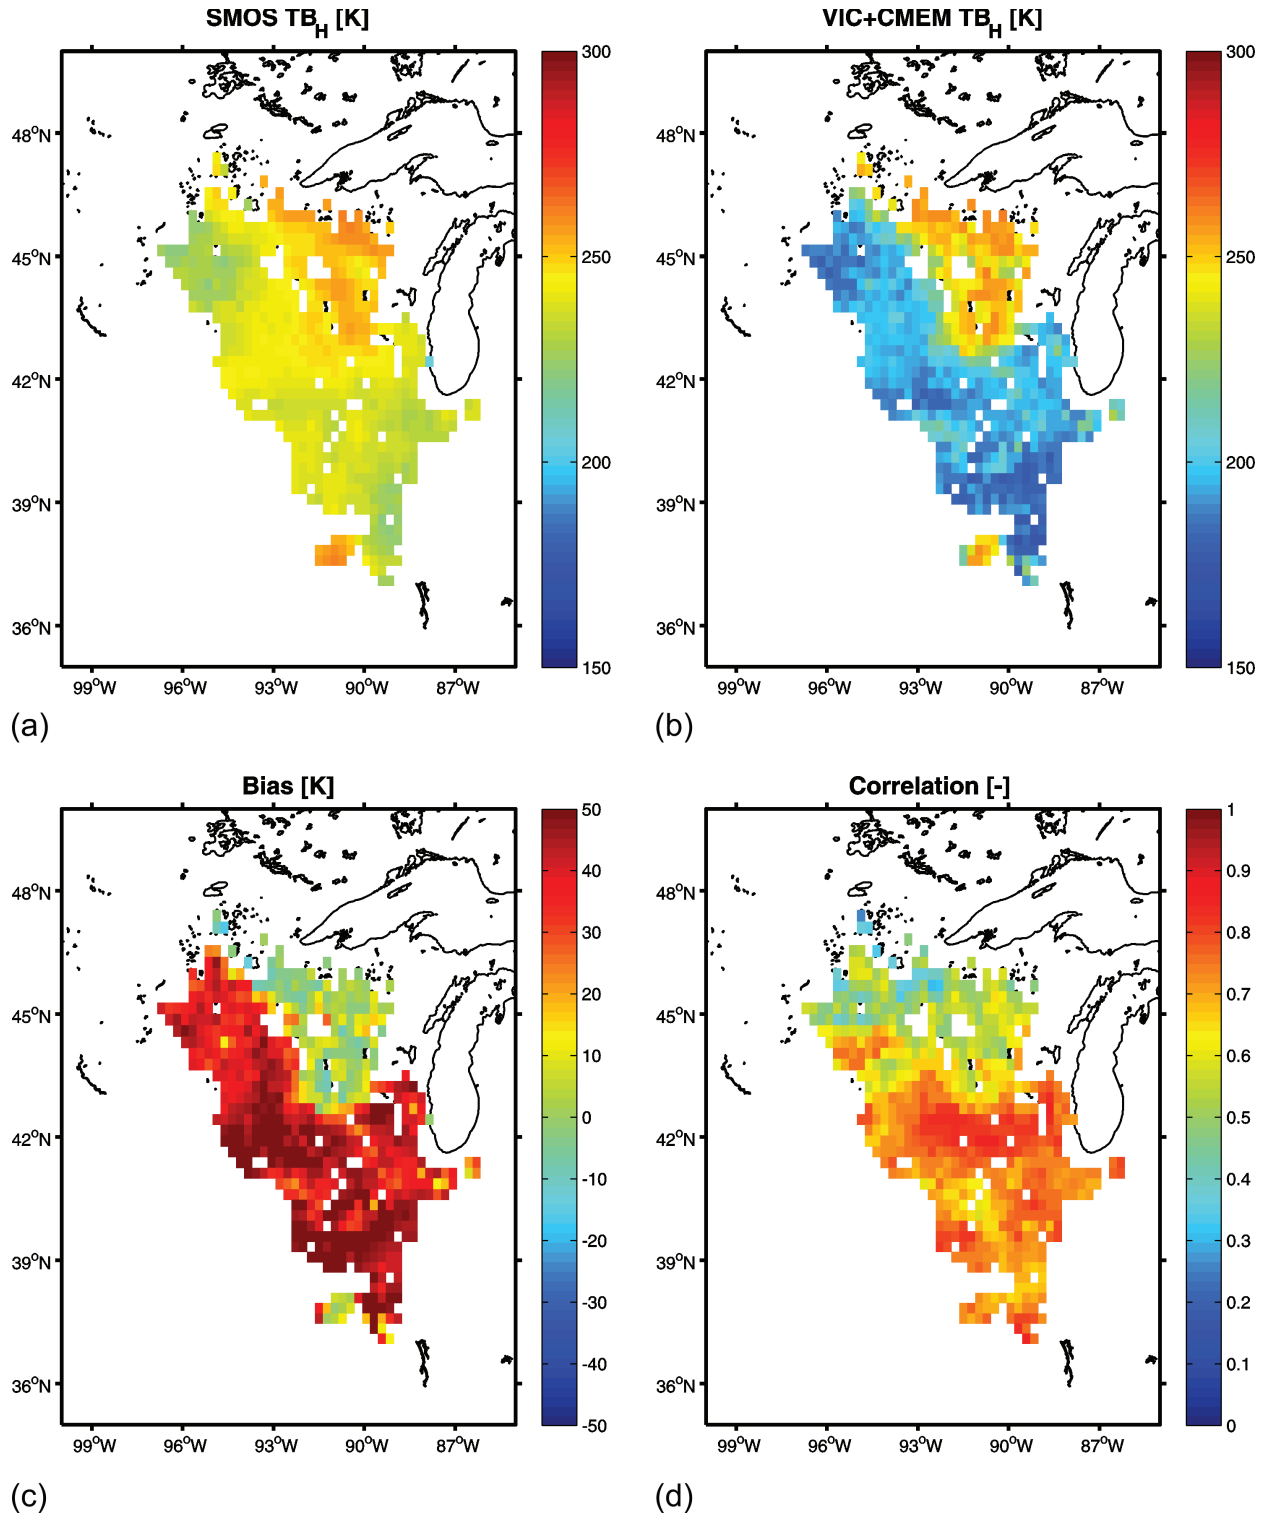 SMOS TB_H [K]
300
250
200
150
48°N
45°N
42°N
39°N
36°N
99°W 96°W 93°W 90°W 87°W
(a)
VIC+CMEM TB_H [K]
300
250
200
150
48°N
45°N
42°N
39°N
36°N
99°W 96°W 93°W 90°W 87°W
(b)
Bias [K]
50
40
30
20
10
0
-10
-20
-30
-40
-50
48°N
45°N
42°N
39°N
36°N
99°W 96°W 93°W 90°W 87°W
(c)
Correlation [-]
1
0.9
0.8
0.7
0.6
0.5
0.4
0.3
0.2
0.1
0
48°N
45°N
42°N
39°N
36°N
99°W 96°W 93°W 90°W 87°W
(d)